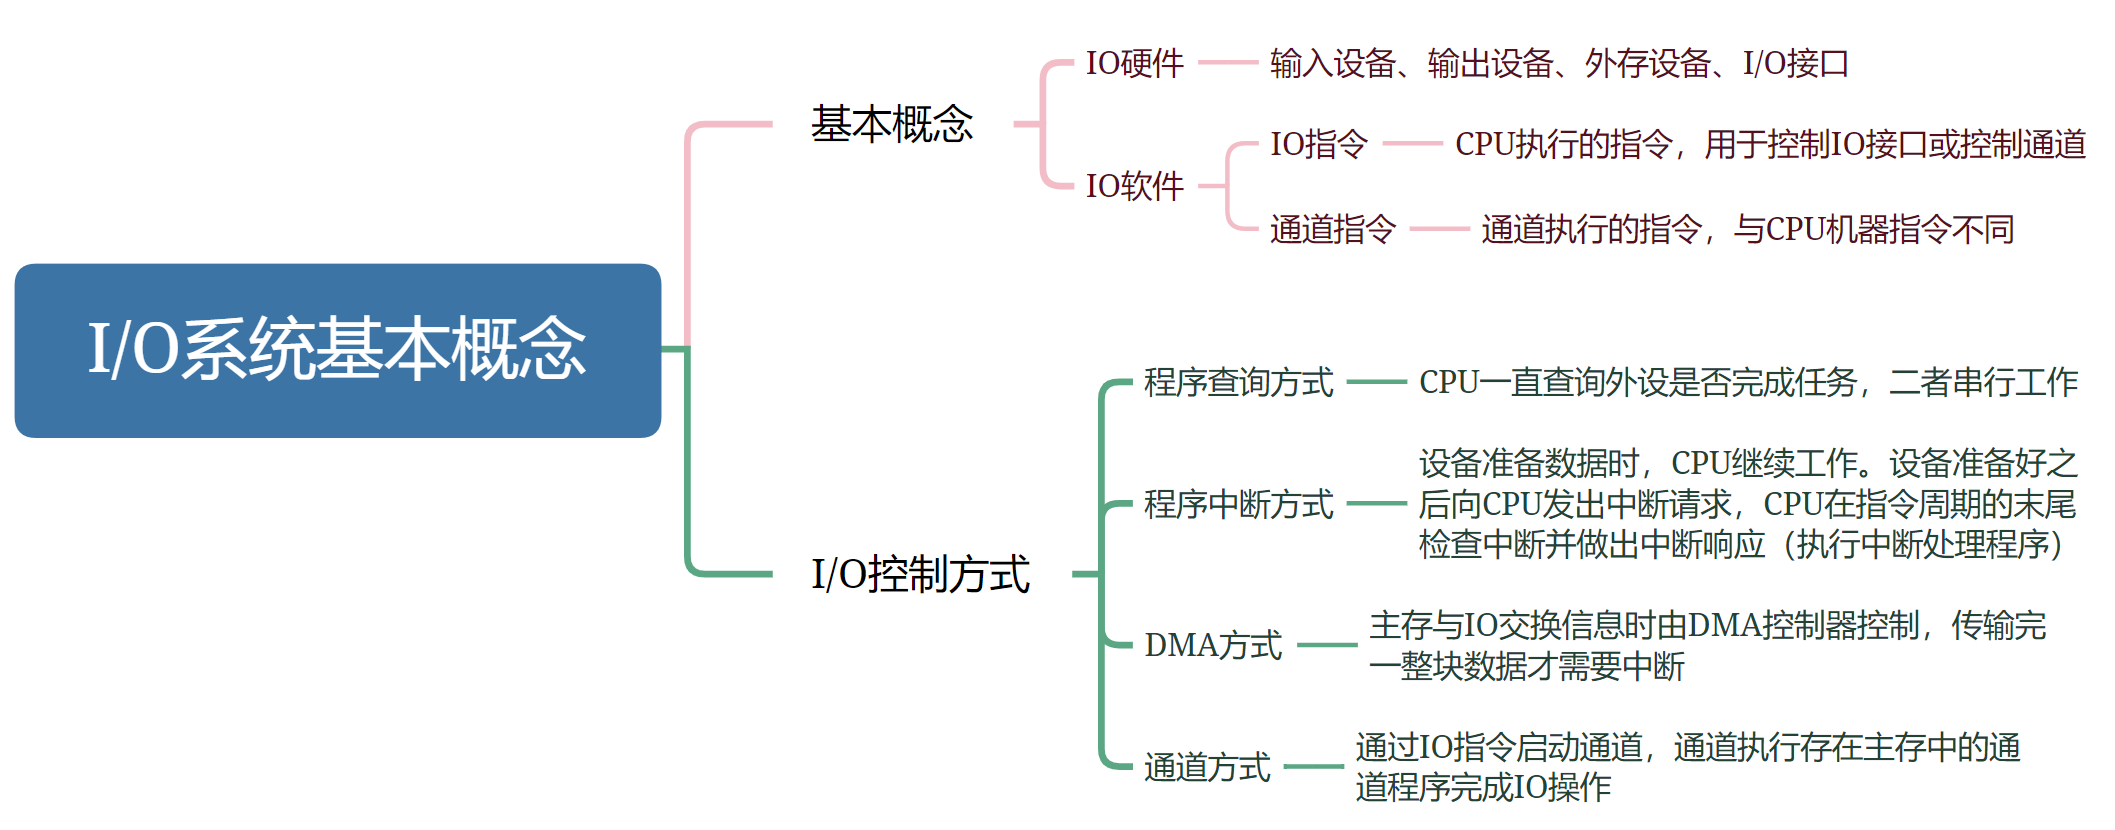 I/O系统基本概念
基本概念
IO硬件
输入设备、输出设备、外存设备、I/O接口
IO软件
IO指令
CPU执行的指令，用于控制IO接口或控制通道
通道指令
通道执行的指令，与CPU机器指令不同
I/O控制方式
程序查询方式
CPU一直查询外设是否完成任务，二者串行工作
程序中断方式
设备准备数据时，CPU继续工作。设备准备好之
后向CPU发出中断请求，CPU在指令周期的末尾
检查中断并做出中断响应（执行中断处理程序）
DMA方式
主存与IO交换信息时由DMA控制器控制，传输完
一整块数据才需要中断
通道方式
通过IO指令启动通道，通道执行存在主存中的通
道程序完成IO操作